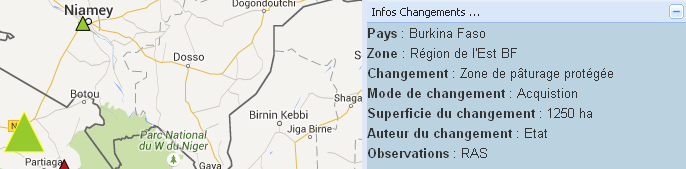 Dogondoutchi
Niamey
Dosso
Botou
Birnin Kebbi
Shaga
Jiga Birne
N
Parc National
du W du Niger
Partiaga
Infos Changements ...
Pays : Burkina Faso
Zone : Région de l'Est BF
Changement : Zone de pâturage protégée
Mode de changement : Acquistion
Superficie du changement : 1250 ha
Auteur du changement : Etat
Observations : RAS